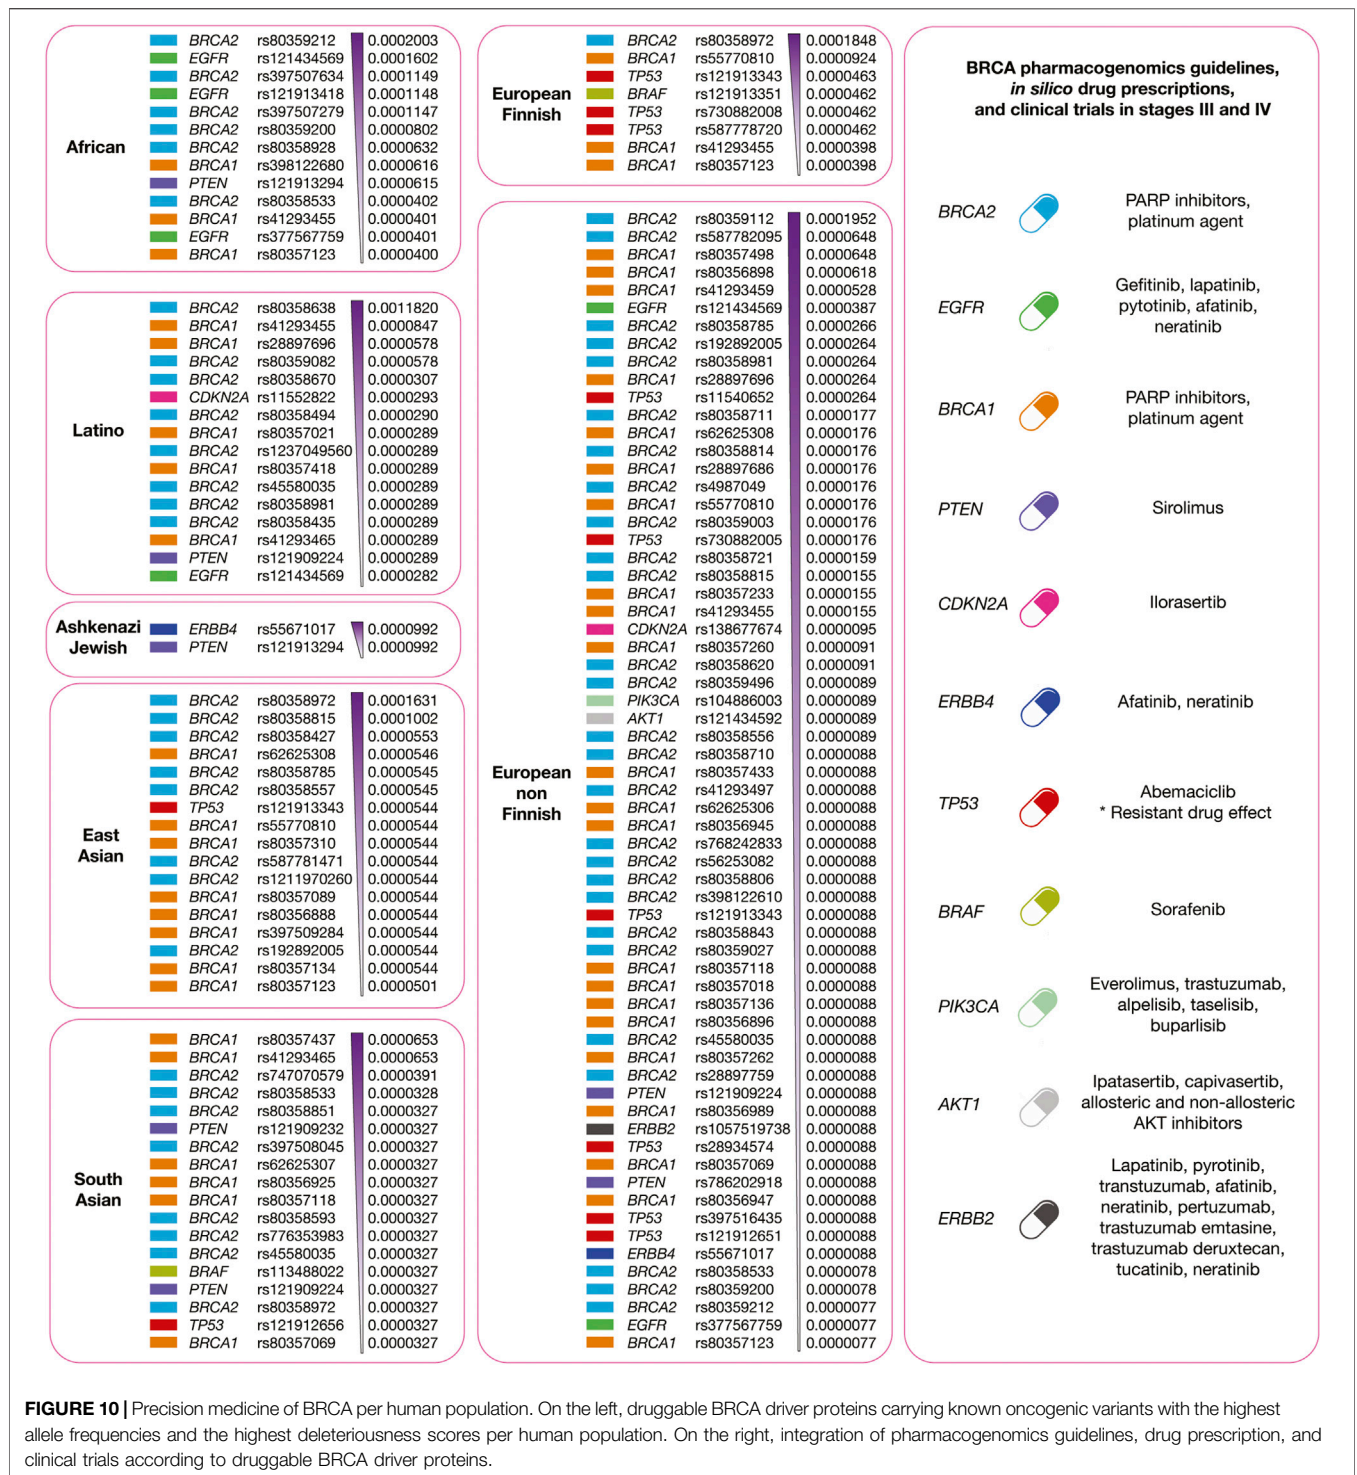 African
BRCA2 rs80359212 0.0002003
EGFR rs121434569 0.0001602
BRCA2 rs397507634 0.0001149
EGFR rs121913418 0.0001148
BRCA2 rs397507279 0.0001147
BRCA2 rs80359200 0.0000802
BRCA2 rs80358928 0.0000632
BRCA1 rs398122680 0.0000616
PTEN rs121913294 0.0000615
BRCA2 rs80358533 0.0000402
BRCA1 rs41293455 0.0000401
EGFR rs377567759 0.0000401
BRCA1 rs80357123 0.0000400
Latino
BRCA2 rs80358638 0.0011820
BRCA1 rs41293455 0.0000847
BRCA1 rs28897696 0.0000578
BRCA2 rs80359082 0.0000578
BRCA2 rs80358670 0.0000307
CDKN2A rs11552822 0.0000293
BRCA2 rs80358494 0.0000290
BRCA1 rs80357021 0.0000289
BRCA2 rs1237049560 0.0000289
BRCA1 rs80357418 0.0000289
BRCA2 rs45580035 0.0000289
BRCA2 rs80358981 0.0000289
BRCA2 rs80358435 0.0000289
BRCA1 rs41293465 0.0000289
PTEN rs121909224 0.0000289
EGFR rs121434569 0.0000282
Ashkenazi
Jewish
ERBB4 rs55671017 0.0000992
PTEN rs121913294 0.0000992
East
Asian
BRCA2 rs80358972 0.0001631
BRCA2 rs80358815 0.0001002
BRCA2 rs80358427 0.0000553
BRCA1 rs62625308 0.0000546
BRCA2 rs80358785 0.0000545
BRCA2 rs80358557 0.0000545
TP53 rs121913343 0.0000544
BRCA1 rs55770810 0.0000544
BRCA1 rs80357310 0.0000544
BRCA2 rs587781471 0.0000544
BRCA2 rs1211970260 0.0000544
BRCA1 rs80357089 0.0000544
BRCA1 rs80356888 0.0000544
BRCA1 rs397509284 0.0000544
BRCA2 rs192892005 0.0000544
BRCA1 rs80357134 0.0000544
BRCA1 rs80357123 0.0000501
South
Asian
BRCA1 rs80357437 0.0000653
BRCA1 rs41293465 0.0000653
BRCA2 rs747070579 0.0000391
BRCA2 rs80358533 0.0000328
BRCA2 rs80358851 0.0000327
PTEN rs121909232 0.0000327
BRCA2 rs397508045 0.0000327
BRCA1 rs62625307 0.0000327
BRCA1 rs80356925 0.0000327
BRCA1 rs80357118 0.0000327
BRCA2 rs80358593 0.0000327
BRCA2 rs776353983 0.0000327
BRCA2 rs45580035 0.0000327
BRAF rs113488022 0.0000327
PTEN rs121909224 0.0000327
BRCA2 rs80358972 0.0000327
TP53 rs121912656 0.0000327
BRCA1 rs80357069 0.0000327
European
Finnish
BRCA2 rs80358972 0.0001848
BRCA1 rs55770810 0.0000924
TP53 rs121913343 0.0000463
BRAF rs121913351 0.0000462
TP53 rs730882008 0.0000462
TP53 rs587778720 0.0000462
BRCA1 rs41293455 0.0000398
BRCA1 rs80357123 0.0000398
European
non
Finnish
BRCA2 rs80359112 0.0001952
BRCA2 rs587782095 0.0000648
BRCA1 rs80357498 0.0000648
BRCA1 rs80356898 0.0000618
BRCA1 rs41293459 0.0000528
EGFR rs121434569 0.0000387
BRCA2 rs80358785 0.0000266
BRCA2 rs192892005 0.0000264
BRCA2 rs80358981 0.0000264
BRCA1 rs28897696 0.0000264
TP53 rs11540652 0.0000264
BRCA2 rs80358711 0.0000177
BRCA1 rs62625308 0.0000176
BRCA2 rs80358814 0.0000176
BRCA1 rs28897686 0.0000176
BRCA2 rs4987049 0.0000176
BRCA1 rs55770810 0.0000176
BRCA2 rs80359003 0.0000176
TP53 rs730882005 0.0000176
BRCA2 rs80358721 0.0000159
BRCA2 rs80358815 0.0000155
BRCA1 rs80357233 0.0000155
BRCA1 rs41293455 0.0000155
CDKN2A rs138677674 0.0000095
BRCA1 rs80357260 0.0000091
BRCA2 rs80358620 0.0000091
BRCA2 rs80359496 0.0000089
PIK3CA rs104886003 0.0000089
AKT1 rs121434592 0.0000089
BRCA2 rs80358556 0.0000089
BRCA2 rs80358710 0.0000088
BRCA1 rs80357433 0.0000088
BRCA2 rs41293497 0.0000088
BRCA1 rs62625306 0.0000088
BRCA1 rs80356945 0.0000088
BRCA2 rs768242833 0.0000088
BRCA2 rs56253082 0.0000088
BRCA2 rs80358806 0.0000088
BRCA2 rs398122610 0.0000088
TP53 rs121913343 0.0000088
BRCA2 rs80358843 0.0000088
BRCA2 rs80359027 0.0000088
BRCA1 rs80357118 0.0000088
BRCA1 rs80357018 0.0000088
BRCA1 rs80357136 0.0000088
BRCA1 rs80356896 0.0000088
BRCA2 rs45580035 0.0000088
BRCA1 rs80357262 0.0000088
BRCA2 rs28897759 0.0000088
PTEN rs121909224 0.0000088
BRCA1 rs80356989 0.0000088
ERBB2 rs1057519738 0.0000088
TP53 rs28934574 0.0000088
BRCA1 rs80357069 0.0000088
PTEN rs786202918 0.0000088
BRCA1 rs80356947 0.0000088
TP53 rs397516435 0.0000088
TP53 rs121912651 0.0000088
ERBB4 rs55671017 0.0000088
BRCA2 rs80358533 0.0000078
BRCA2 rs80359200 0.0000078
BRCA2 rs80359212 0.0000077
EGFR rs377567759 0.0000077
BRCA1 rs80357123 0.0000077
BRCA pharmacogenomics guidelines,
in silico drug prescriptions,
and clinical trials in stages III and IV
BRCA2
PARP inhibitors,
platinum agent
EGFR
Gefitinib, lapatinib,
pytotinib, afatinib,
neratinib
BRCA1
PARP inhibitors,
platinum agent
PTEN
Sirolimus
CDKN2A
Ilorasertib
ERBB4
Afatinib, neratinib
TP53
Abemaciclib
* Resistant drug effect
BRAF
Sorafenib
PIK3CA
Everolimus, trastuzumab,
alpelisib, taselisib,
buparlisib
AKT1
Ipatasertib, capivasertib,
allosteric and non-allosteric
AKT inhibitors
ERBB2
Lapatinib, pyrotinib,
transtuzumab, afatinib,
neratinib, pertuzumab,
trastuzumab emtasine,
trastuzumab deruxtecan,
tucatinib, neratinib
FIGURE 10 | Precision medicine of BRCA per human population. On the left, druggable BRCA driver proteins carrying known oncogenic variants with the highest
allele frequencies and the highest deleteriousness scores per human population. On the right, integration of pharmacogenomics guidelines, drug prescription, and
clinical trials according to druggable BRCA driver proteins.